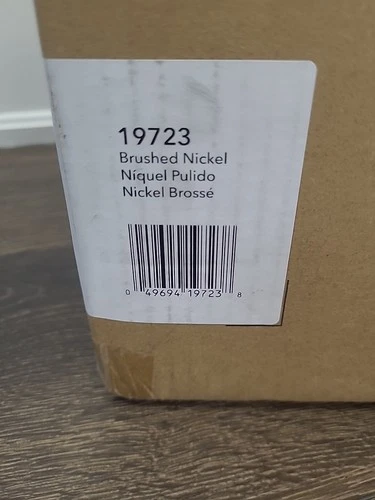 19723
Brushed Nickel
Níquel Pulido
Nickel Brossé
0 49694 19723 8